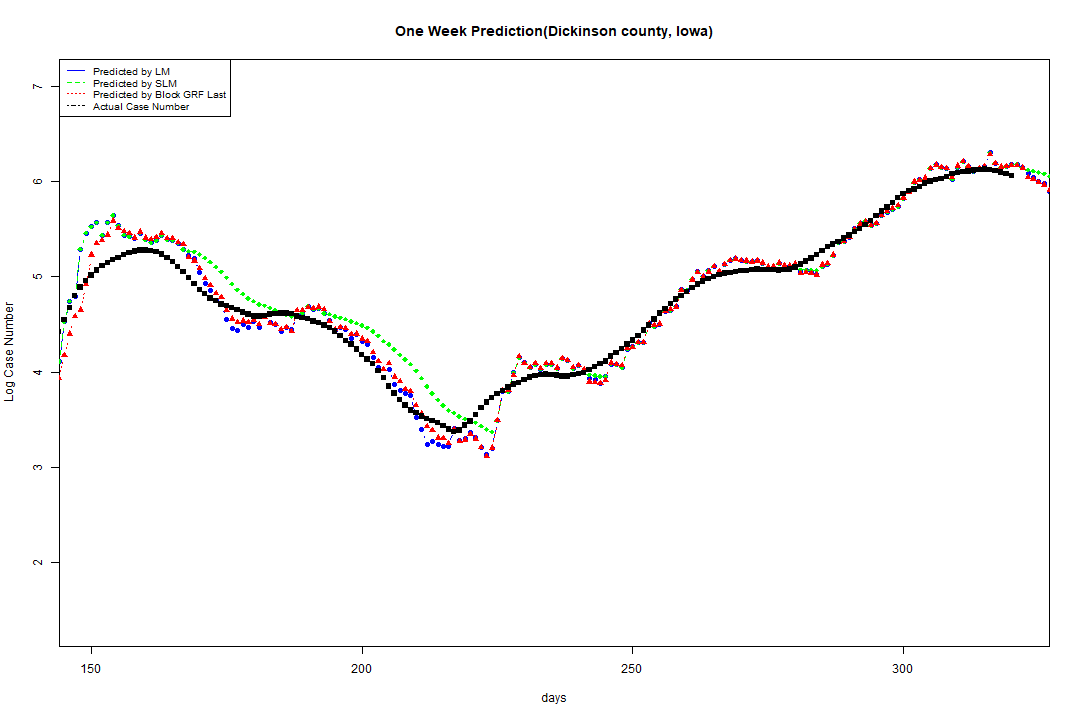 One Week Prediction(Dickinson county, Iowa)
Predicted by LM
Predicted by SLM
Predicted by Block GRF Last
Actual Case Number
7
6
5
4
3
2
Log Case Number
150 200 250 300
days